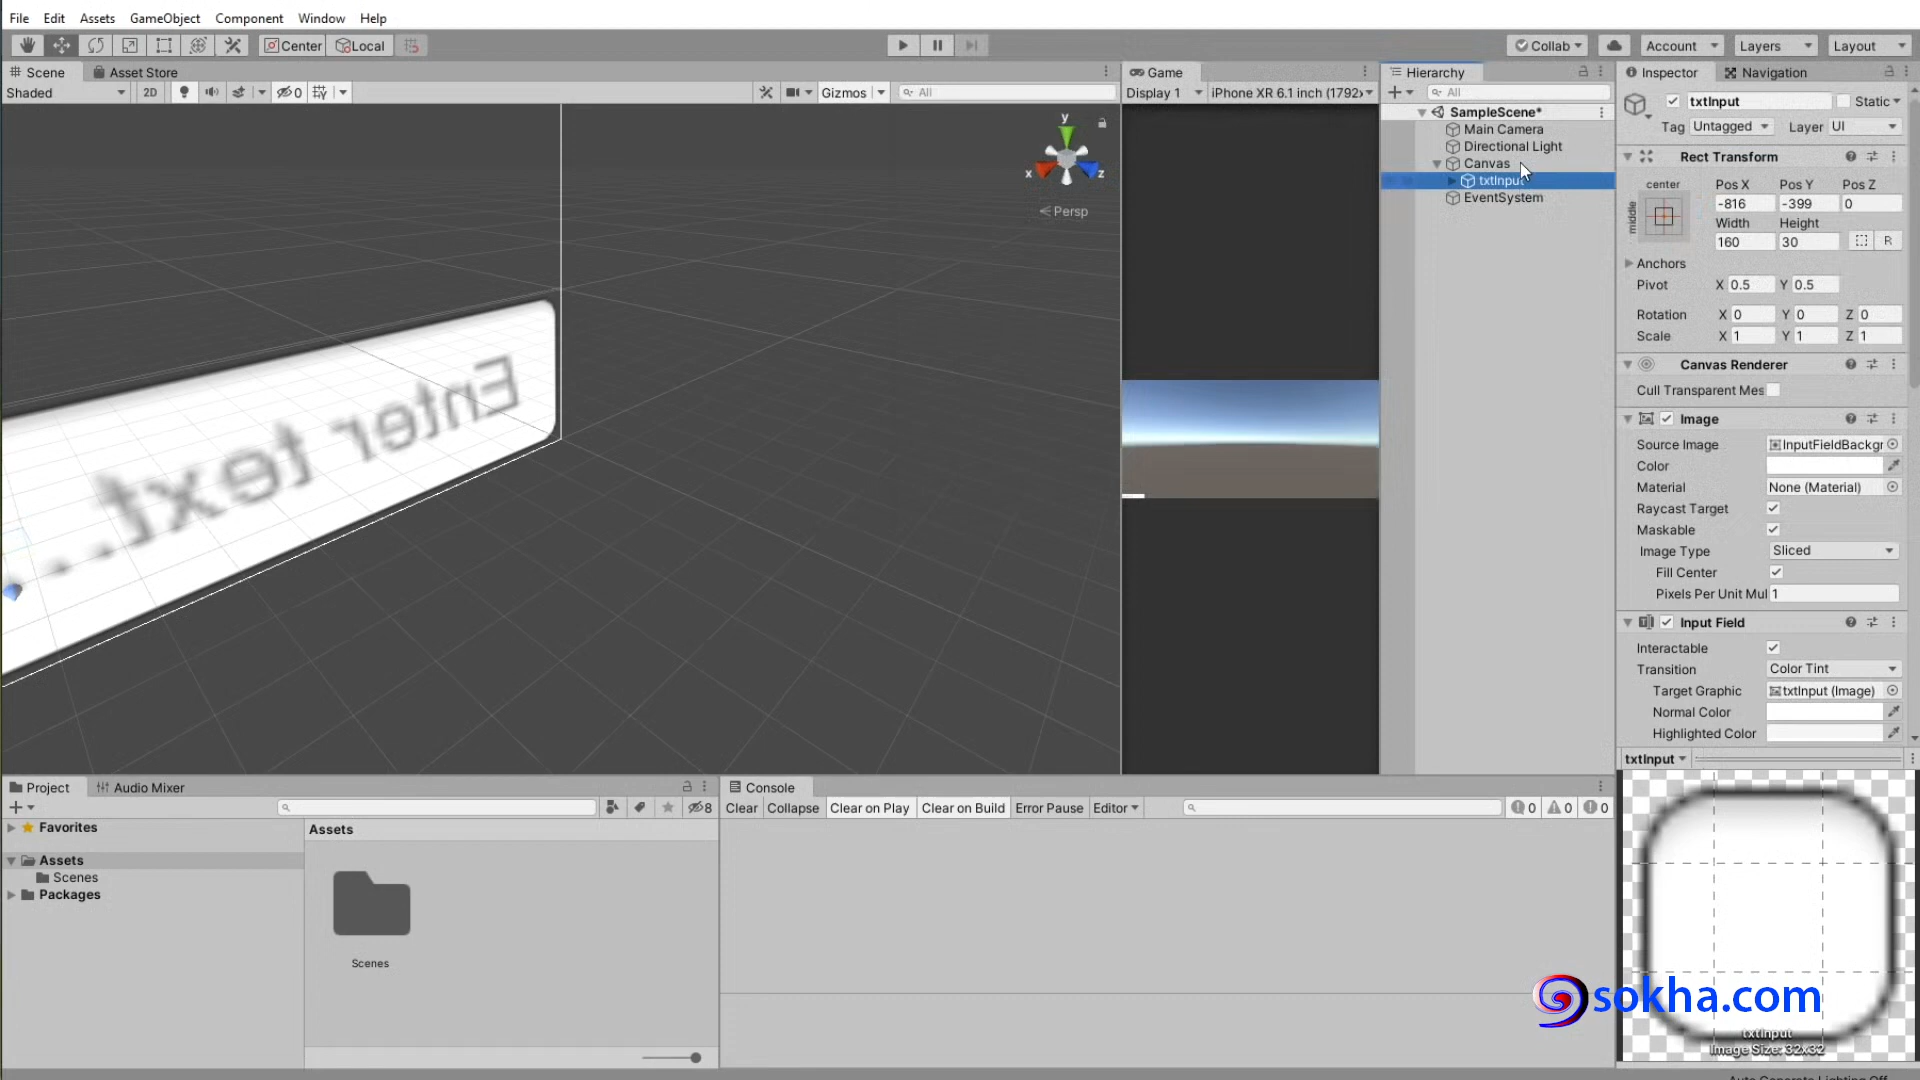 File Edit Assets GameObject Component Window Help
Center Local Collab Account Layers Layout
Scene Asset Store
Shaded 2D 0 Gizmos All
y
x z
Persp
Enter text...
Game
Display 1 iPhone XR 6.1 inch (1792x
Hierarchy
All
SampleScene*
Main Camera
Directional Light
Canvas
txtInput
EventSystem
Inspector Navigation
txtInput Static
Tag Untagged Layer UI
Rect Transform
center Pos X Pos Y Pos Z
middle -816 -399 0
Width Height
160 30 R
Anchors
Pivot X 0.5 Y 0.5
Rotation X 0 Y 0 Z 0
Scale X 1 Y 1 Z 1
Canvas Renderer
Cull Transparent Mes
Image
Source Image InputFieldBackgr
Color
Material None (Material)
Raycast Target
Maskable
Image Type Sliced
Fill Center
Pixels Per Unit Mul 1
Input Field
Interactable
Transition Color Tint
Target Graphic txtInput (Image)
Normal Color
Highlighted Color
txtInput
txtInput
Image Size: 32x32
Project Audio Mixer
8
Favorites
Assets
Scenes
Packages
Assets
Scenes
Console
Clear Collapse Clear on Play Clear on Build Error Pause Editor 0 0 0
sokha.com